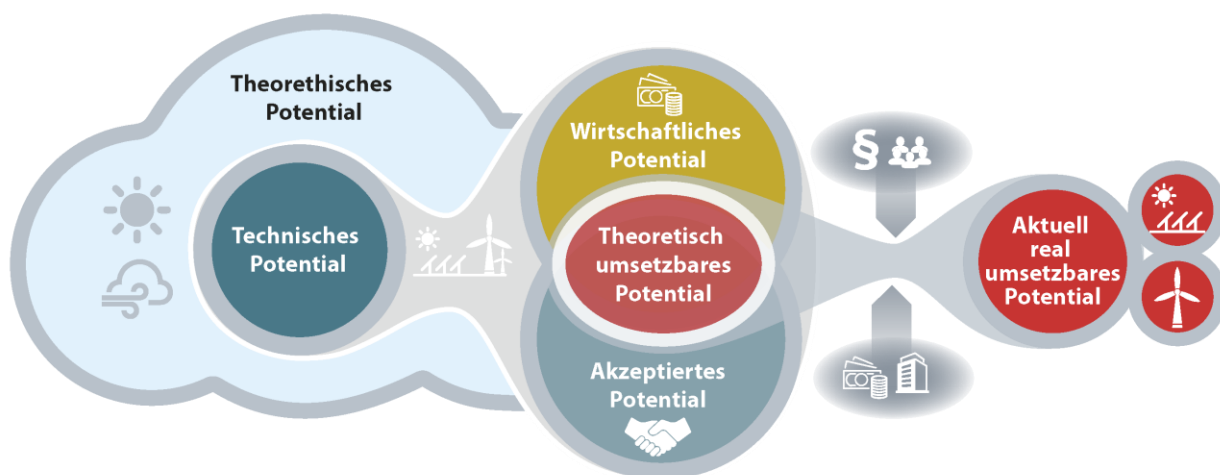 Theorethisches
Potential
Technisches
Potential
Wirtschaftliches
Potential
Theoretisch
umsetzbares
Potential
Akzeptiertes
Potential
§
Aktuell
real
umsetzbares
Potential